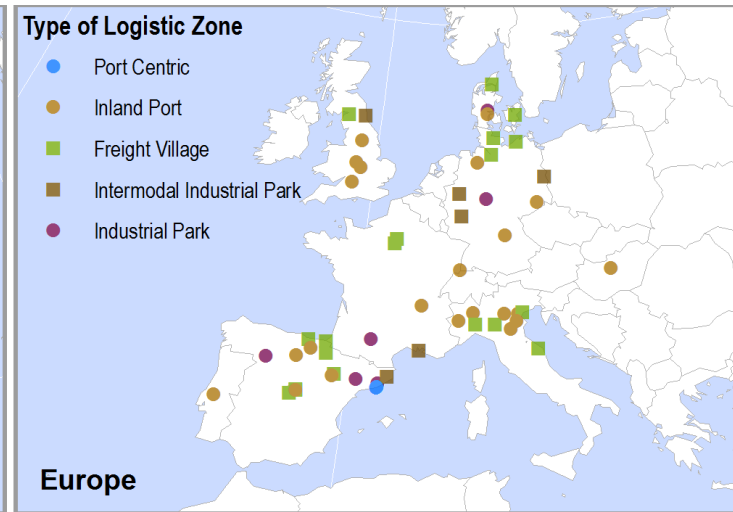 Type of Logistic Zone
Port Centric
Inland Port
Freight Village
Intermodal Industrial Park
Industrial Park
Europe